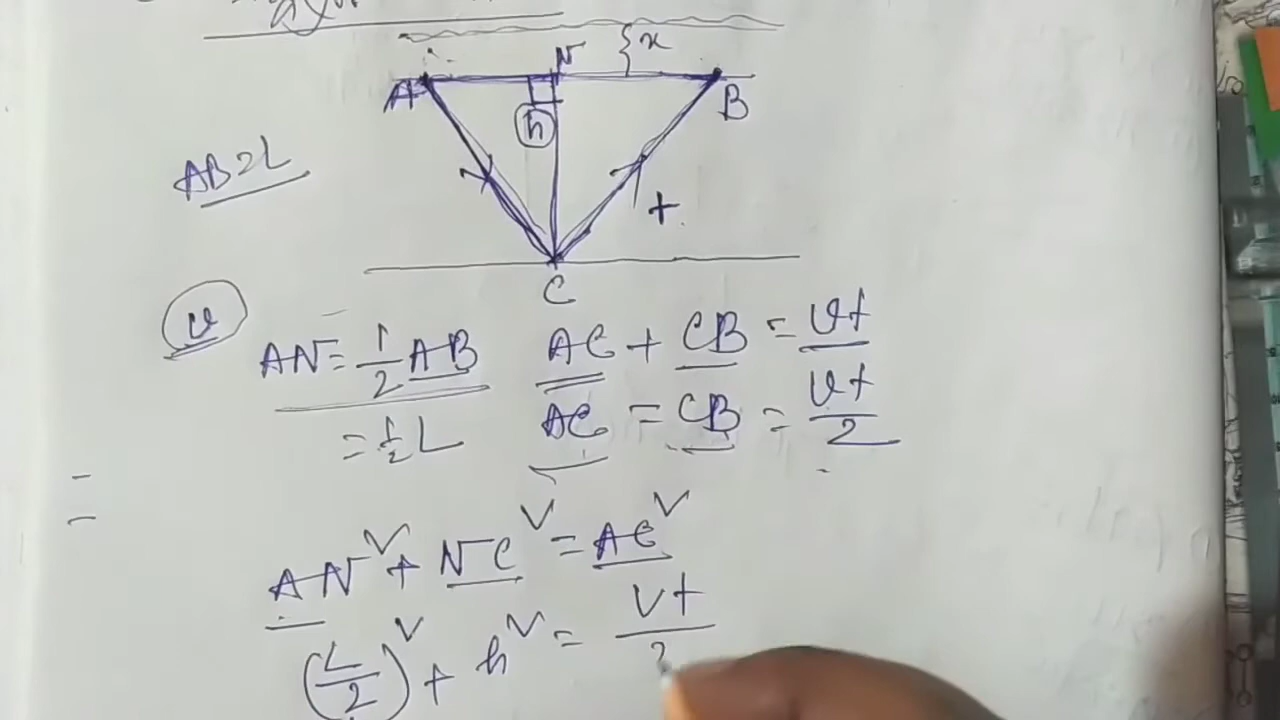 N
{x
A
B
h
AB=L
t
C
v
AN=1/2 AB AC + CB = vt
=1/2 L AC = CB = vt/2
AN² + NC² = AC²
(L/2)² + h² = vt/2